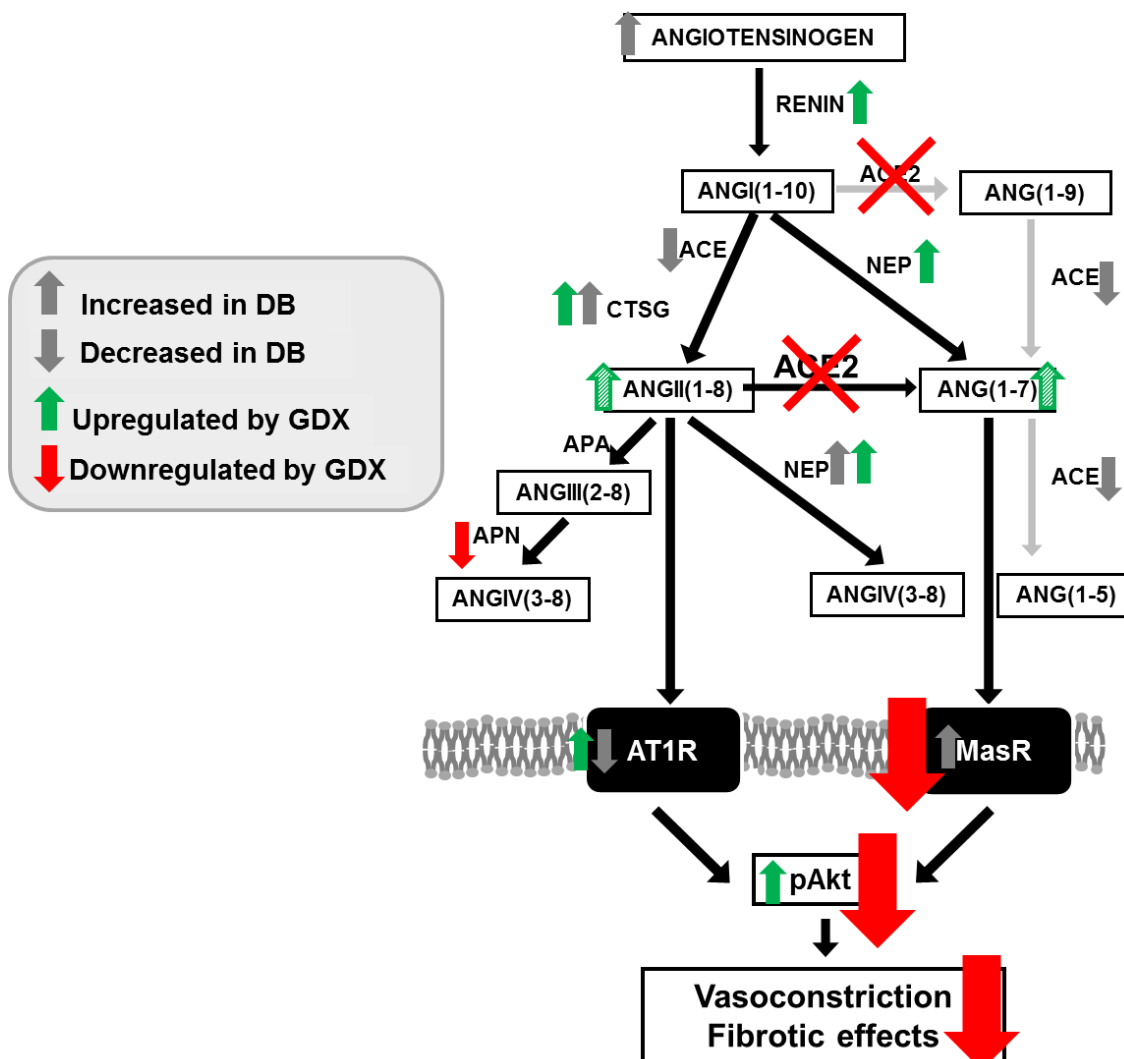 ANGIOTENSINOGEN
RENIN
ANGI(1-10)
ACE2
ANG(1-9)
ACE
NEP
ACE
CTSG
Increased in DB
Decreased in DB
Upregulated by GDX
Downregulated by GDX
ANGII(1-8)
ACE2
ANG(1-7)
APA
NEP
ACE
ANGIII(2-8)
APN
ANGIV(3-8)
ANGIV(3-8)
ANG(1-5)
AT1R
MasR
pAkt
Vasoconstriction
Fibrotic effects